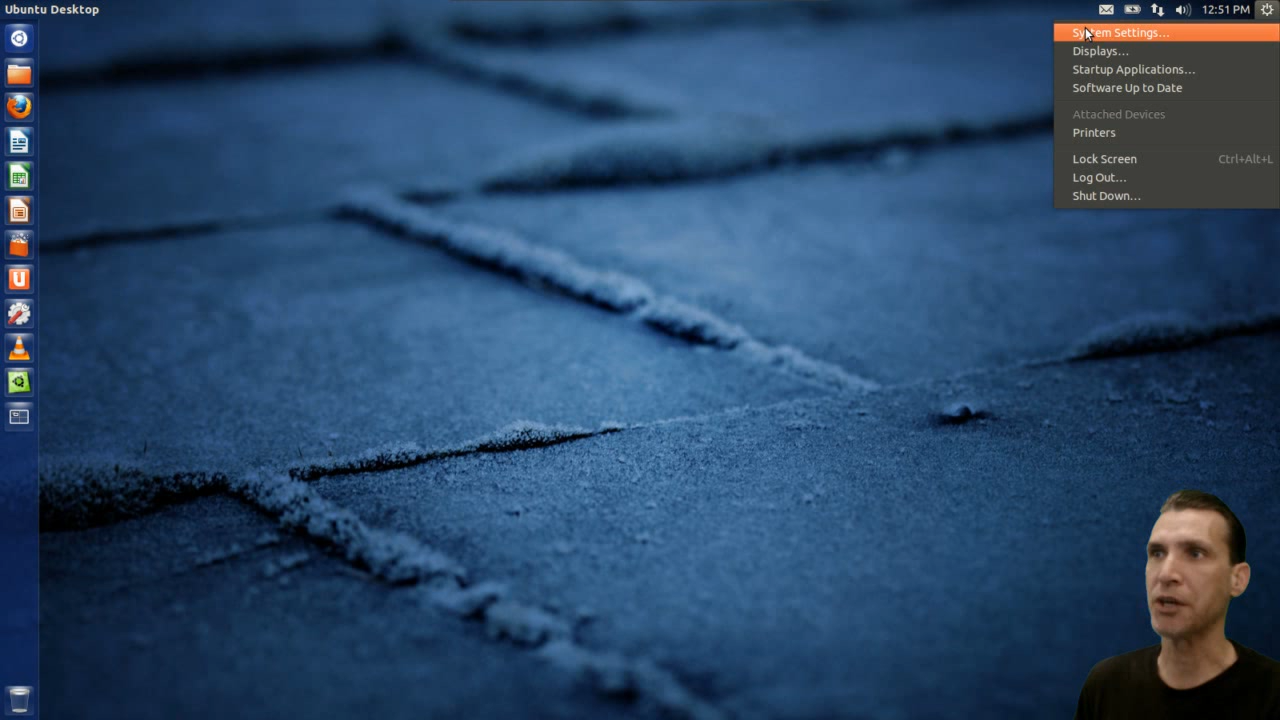 Ubuntu Desktop
12:51 PM
System Settings...
Displays...
Startup Applications...
Software Up to Date
Attached Devices
Printers
Lock Screen Ctrl+Alt+L
Log Out...
Shut Down...